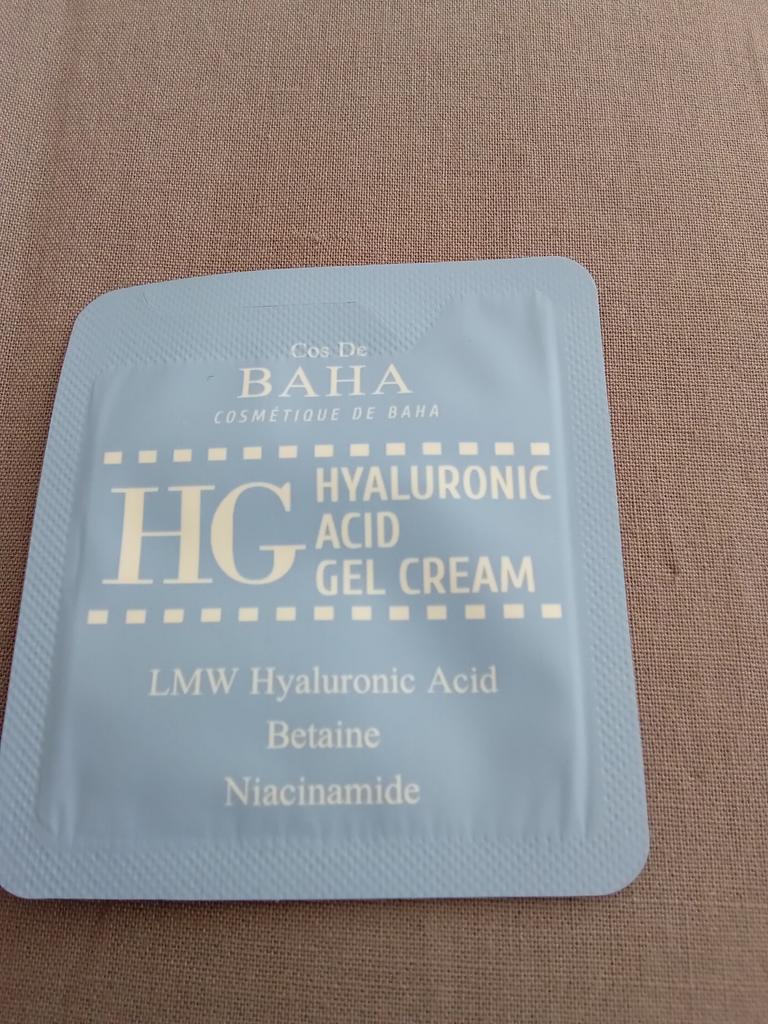 Cos De
BAHA
COSMÉTIQUE DE BAHA
HG
HYALURONIC
ACID
GEL CREAM
LMW Hyaluronic Acid
Betaine
Niacinamide